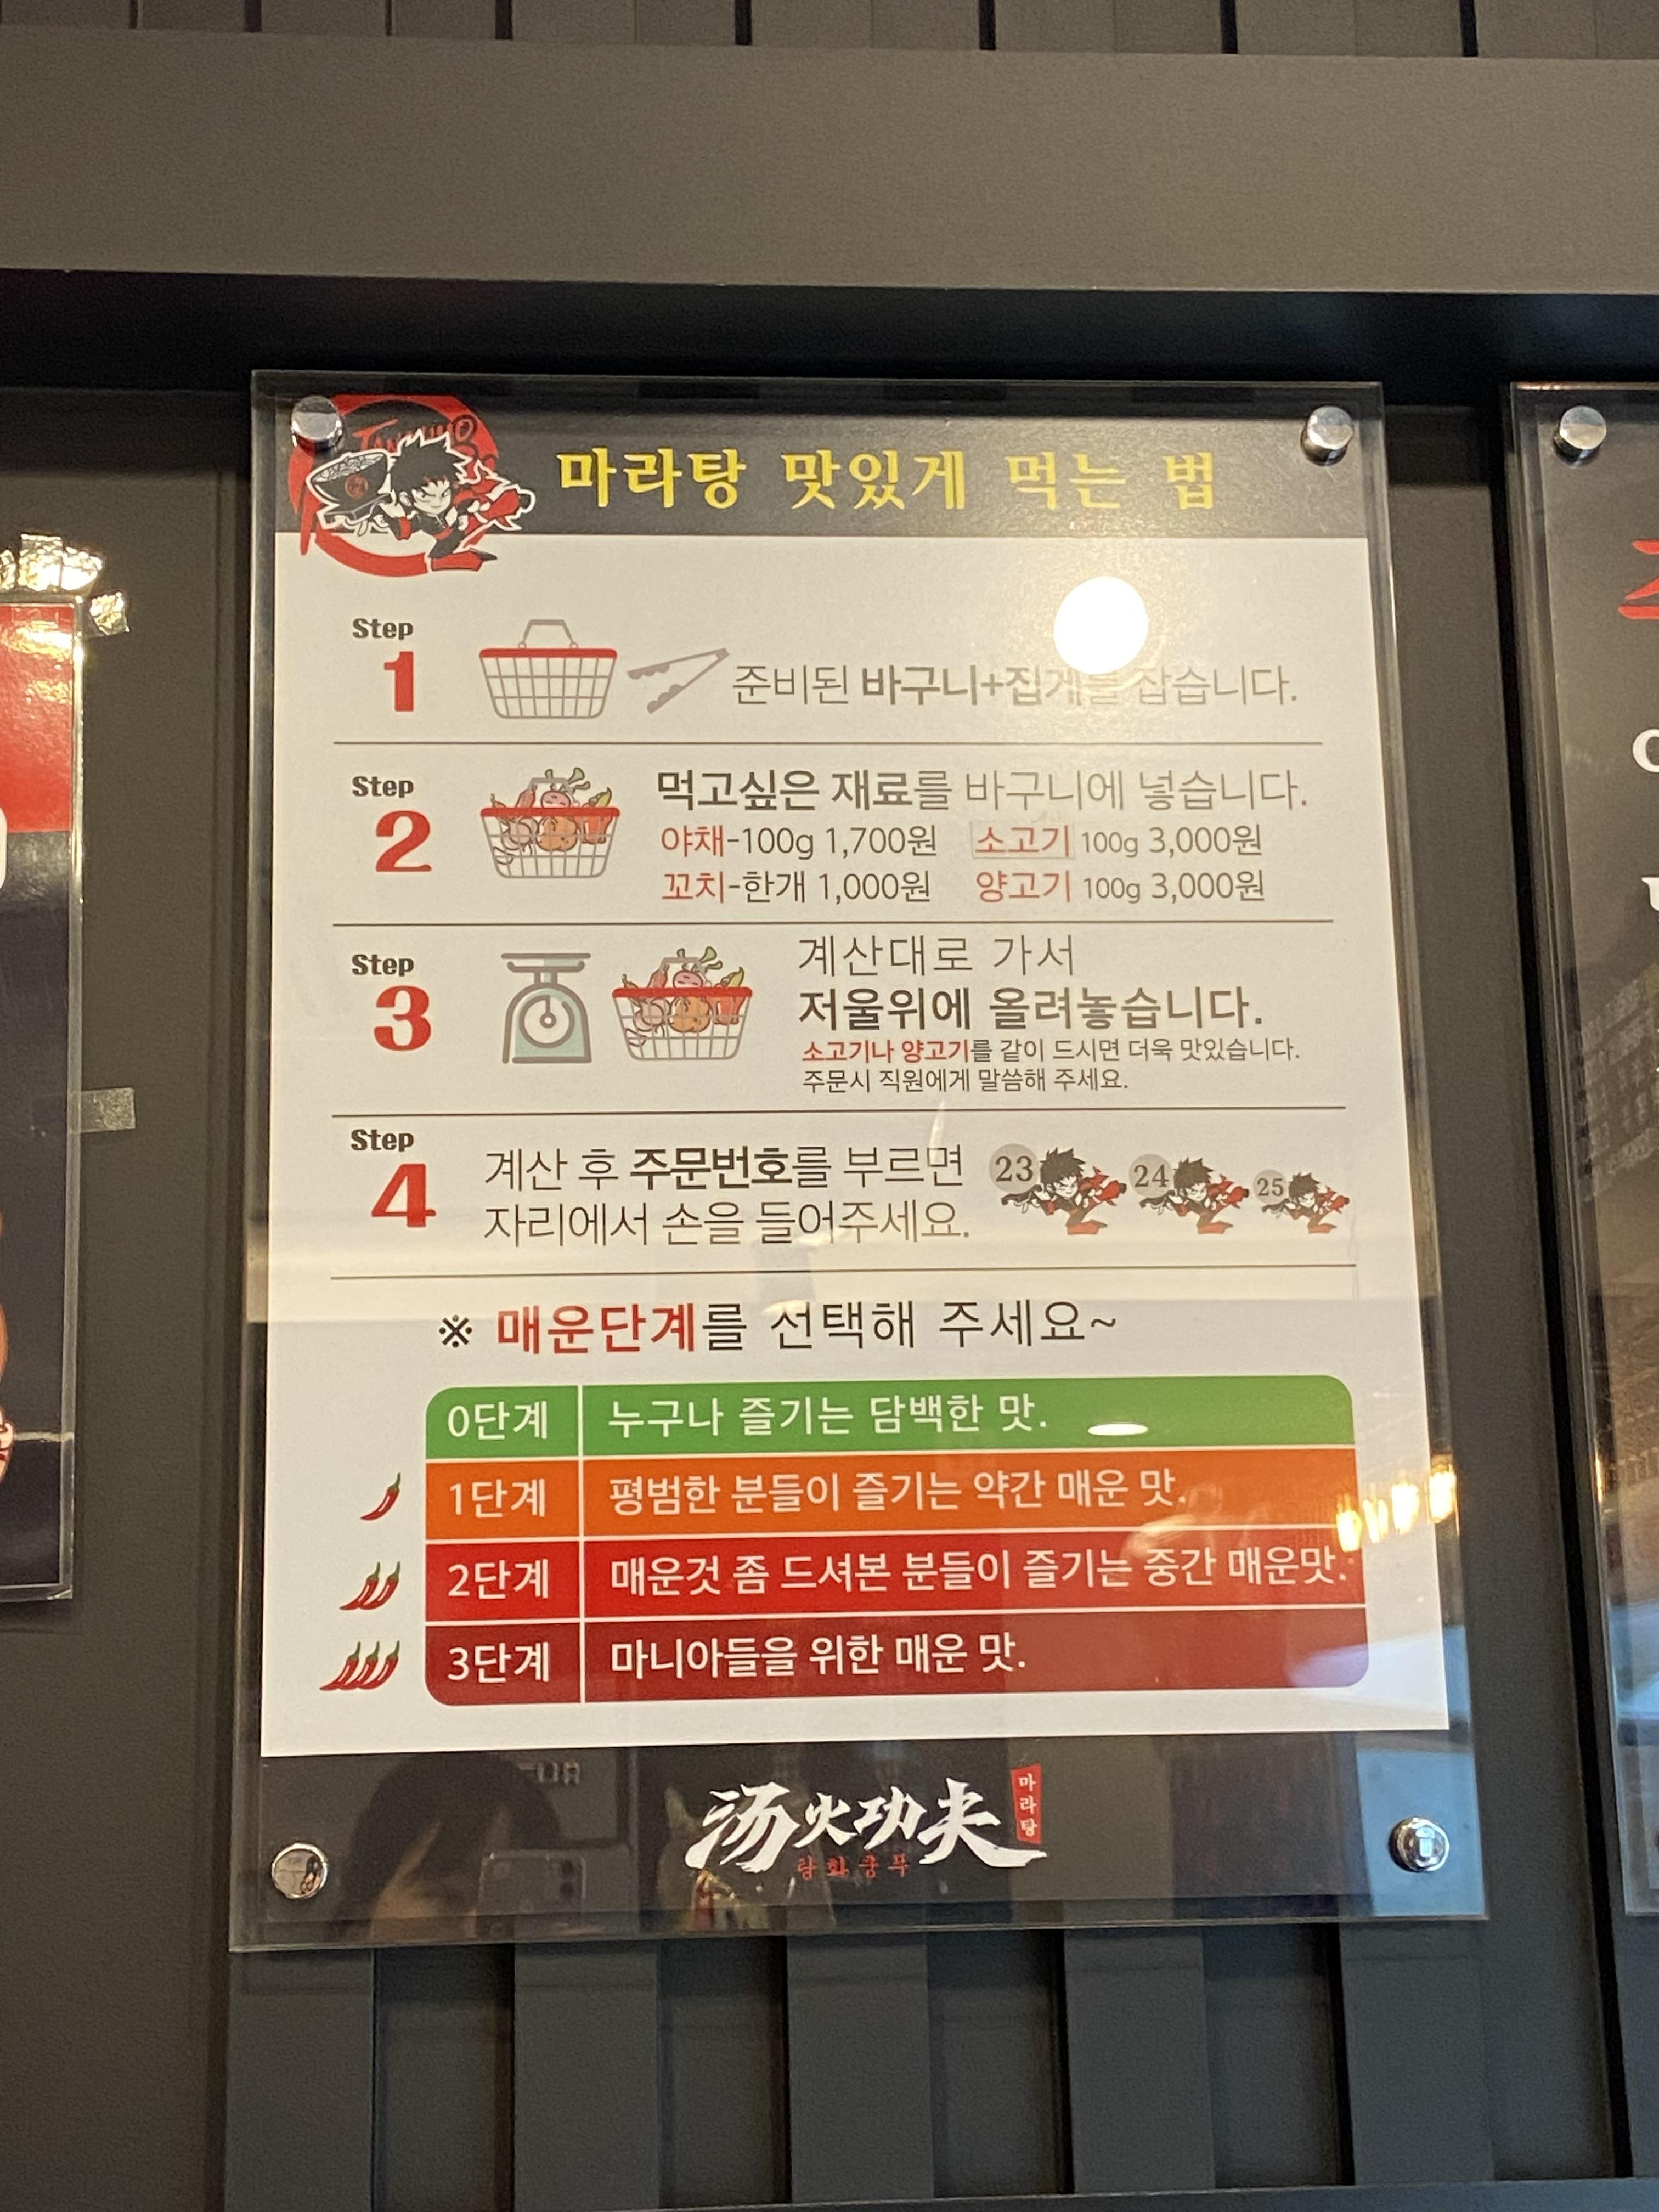 마라탕 맛있게 먹는 법
Step
1
준비된 바구니+집게를 잡습니다.
Step
2
먹고싶은 재료를 바구니에 넣습니다.
야채-100g 1,700원 소고기 100g 3,000원
꼬치-한개 1,000원 양고기 100g 3,000원
Step
3
계산대로 가서
저울위에 올려놓습니다.
소고기나 양고기를 같이 드시면 더욱 맛있습니다.
주문시 직원에게 말씀해 주세요.
Step
4
계산 후 주문번호를 부르면
자리에서 손을 들어주세요.
23 24 25
※ 매운단계를 선택해 주세요~
0단계 누구나 즐기는 담백한 맛.
1단계 평범한 분들이 즐기는 약간 매운 맛.
2단계 매운것 좀 드셔본 분들이 즐기는 중간 매운맛.
3단계 마니아들을 위한 매운 맛.
汤火功夫
마라탕
탕화쿵푸